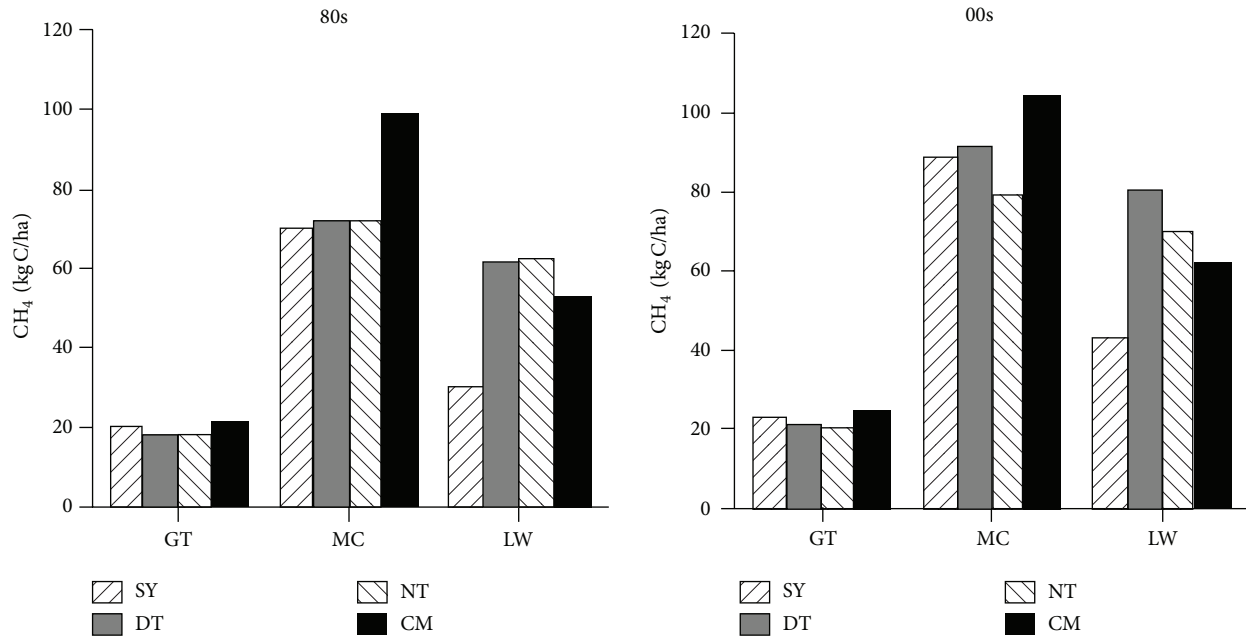 80s
120
100
80
60
40
20
0
CH₄ (kg C/ha)
GT MC LW
SY NT
DT CM
00s
120
100
80
60
40
20
0
CH₄ (kg C/ha)
GT MC LW
SY NT
DT CM